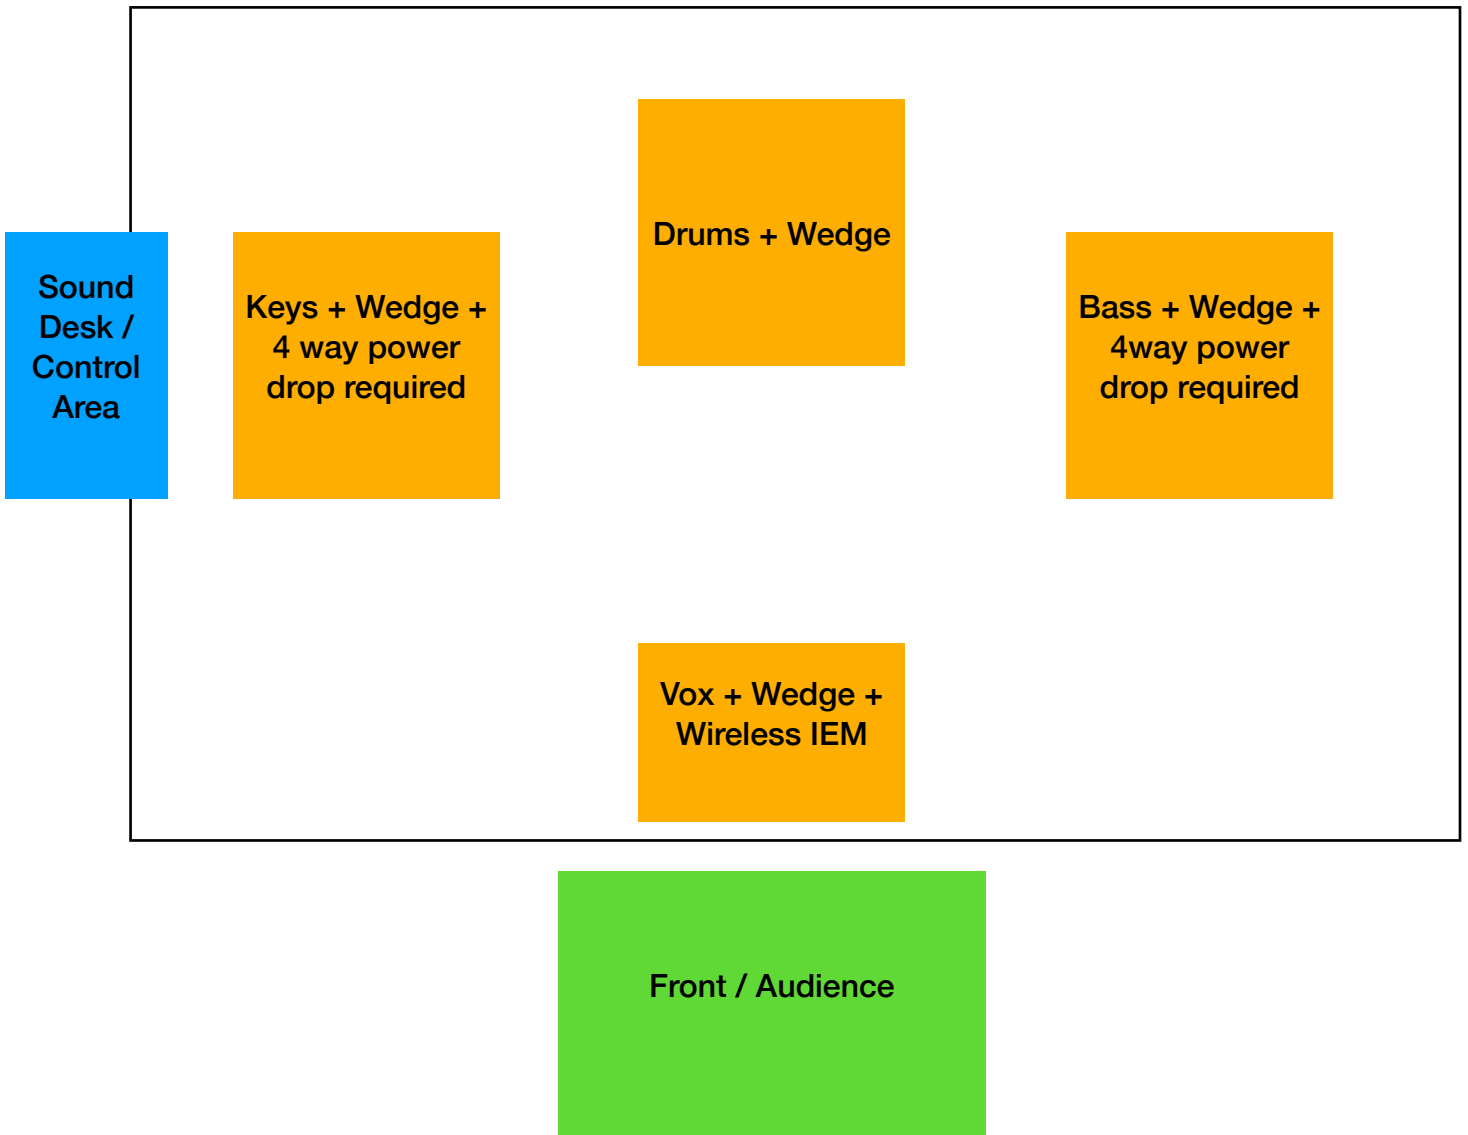 Drums + Wedge
Sound
Desk /
Control
Area
Keys + Wedge +
4 way power
drop required
Bass + Wedge +
4way power
drop required
Vox + Wedge +
Wireless IEM
Front / Audience